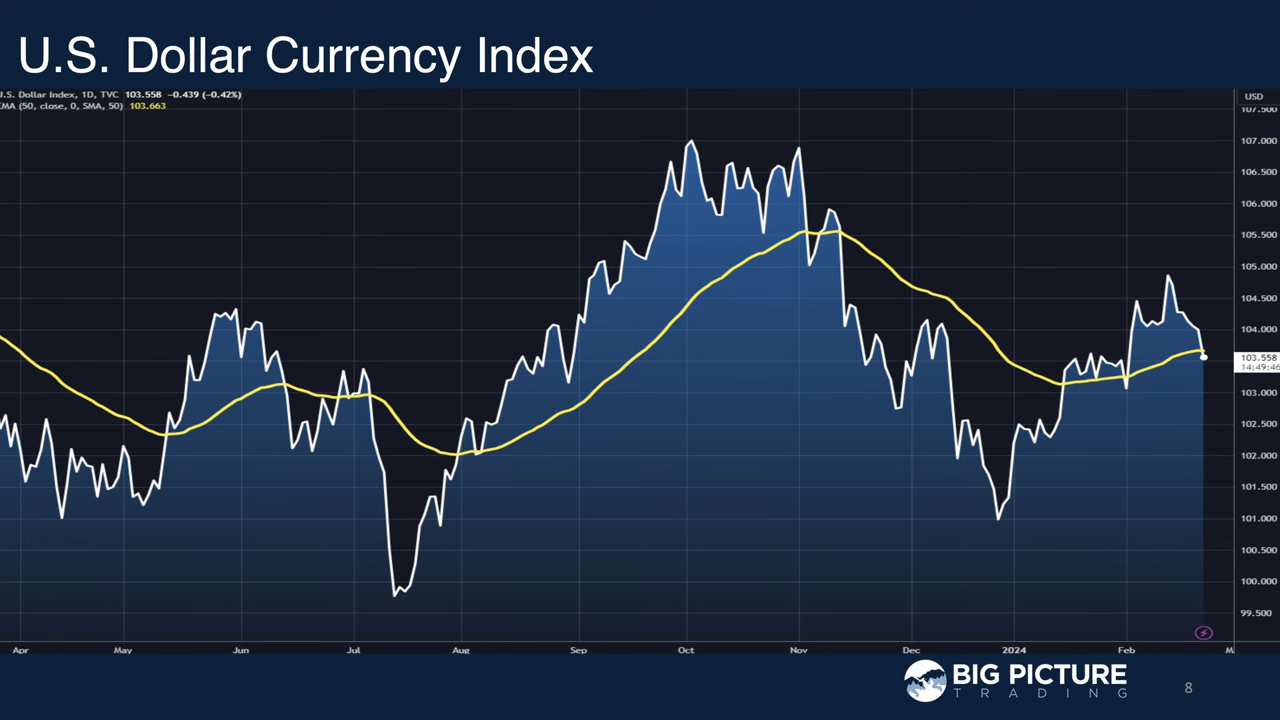 U.S. Dollar Currency Index
U.S. Dollar Index, 1D, TVC 103.558 −0.439 (−0.42%)
EMA (50, close, 0, SMA, 50) 103.663
USD
107.500
107.000
106.500
106.000
105.500
105.000
104.500
104.000
103.558
14:49:46
103.000
102.500
102.000
101.500
101.000
100.500
100.000
99.500
Apr May Jun Jul Aug Sep Oct Nov Dec 2024 Feb M
BIG PICTURE
TRADING
8